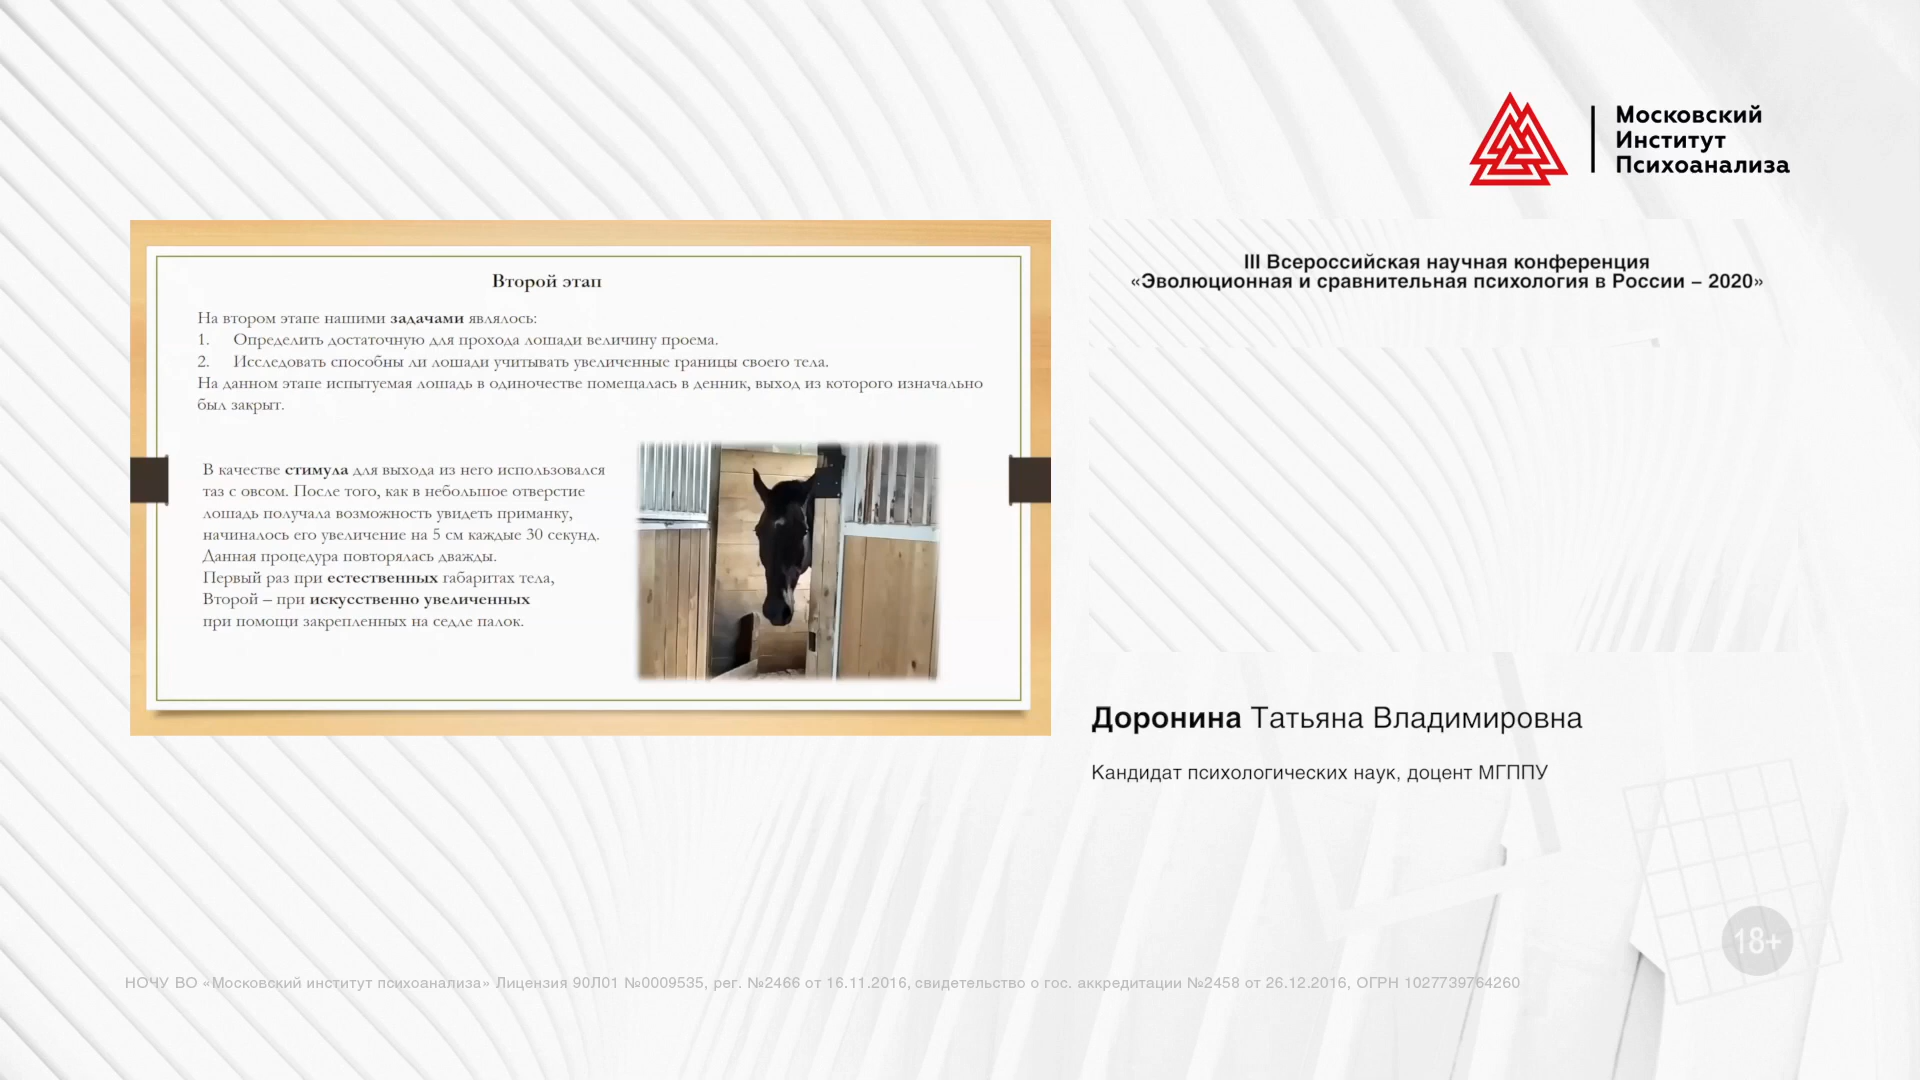 Московский
Институт
Психоанализа
III Всероссийская научная конференция
«Эволюционная и сравнительная психология в России – 2020»
Второй этап
На втором этапе нашими задачами являлось:
1. Определить достаточную для прохода лошади величину проема.
2. Исследовать способны ли лошади учитывать увеличенные границы своего тела.
На данном этапе испытуемая лошадь в одиночестве помещалась в денник, выход из которого изначально
был закрыт.
В качестве стимула для выхода из него использовался
таз с овсом. После того, как в небольшое отверстие
лошадь получала возможность увидеть приманку,
начиналось его увеличение на 5 см каждые 30 секунд.
Данная процедура повторялась дважды.
Первый раз при естественных габаритах тела,
Второй – при искусственно увеличенных
при помощи закрепленных на седле палок.
Доронина Татьяна Владимировна
Кандидат психологических наук, доцент МГППУ
18+
НОЧУ ВО «Московский институт психоанализа» Лицензия 90Л01 №0009535, рег. №2466 от 16.11.2016, свидетельство о гос. аккредитации №2458 от 26.12.2016, ОГРН 1027739764260